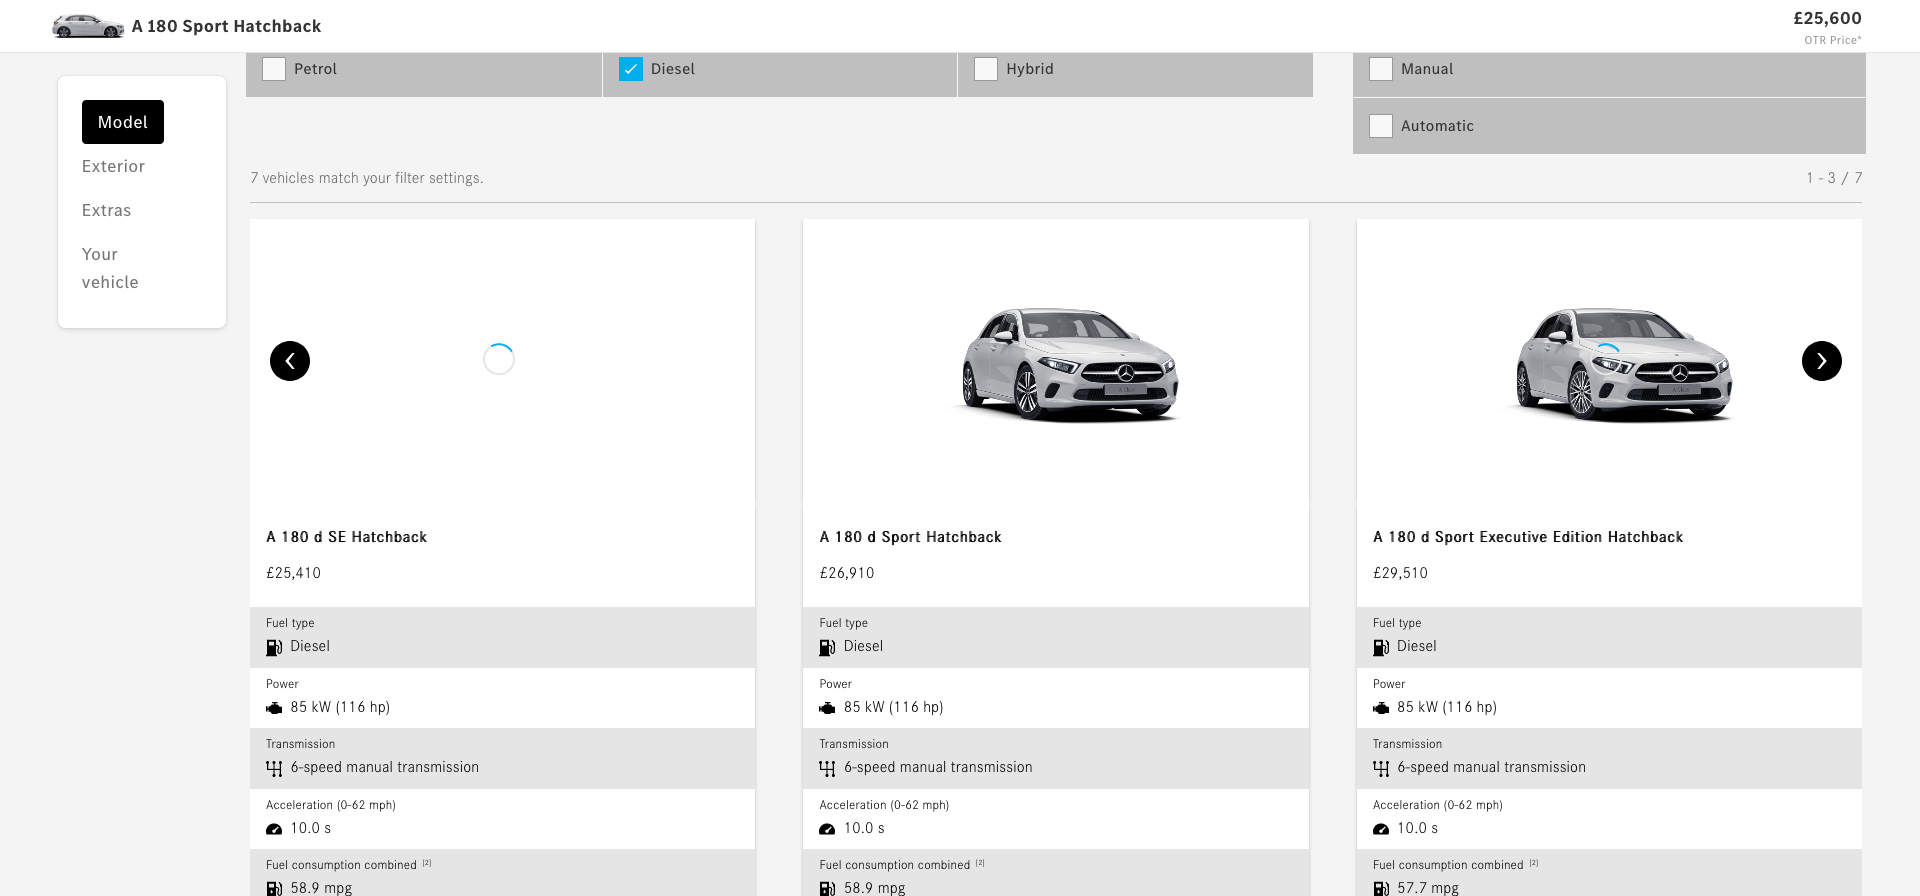 A 180 Sport Hatchback
£25,600
OTR Price*
Petrol
Diesel
Hybrid
Manual
Automatic
Model
Exterior
Extras
Your
vehicle
7 vehicles match your filter settings.
1 - 3 / 7
A 180 d SE Hatchback
£25,410
Fuel type
Diesel
Power
85 kW (116 hp)
Transmission
6-speed manual transmission
Acceleration (0-62 mph)
10.0 s
Fuel consumption combined [2]
58.9 mpg
A 180 d Sport Hatchback
£26,910
Fuel type
Diesel
Power
85 kW (116 hp)
Transmission
6-speed manual transmission
Acceleration (0-62 mph)
10.0 s
Fuel consumption combined [2]
58.9 mpg
A 180 d Sport Executive Edition Hatchback
£29,510
Fuel type
Diesel
Power
85 kW (116 hp)
Transmission
6-speed manual transmission
Acceleration (0-62 mph)
10.0 s
Fuel consumption combined [2]
57.7 mpg